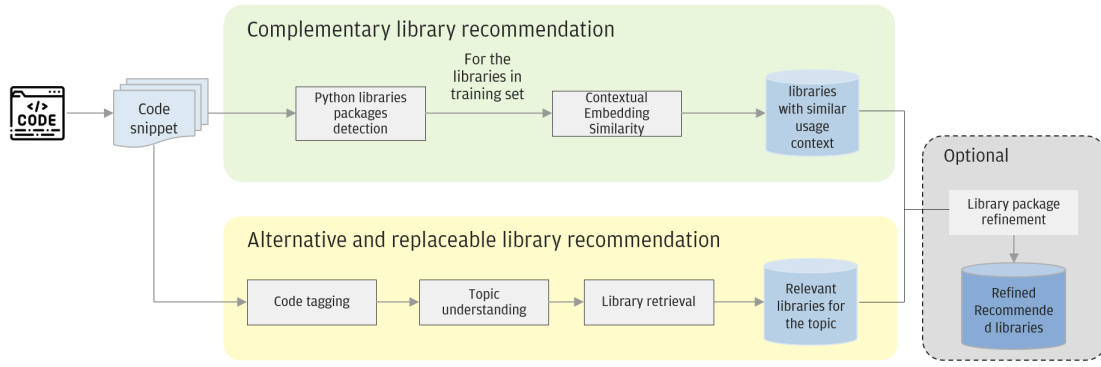 Complementary library recommendation
For the
libraries in
training set
</> CODE
Code
snippet
Python libraries
packages
detection
Contextual
Embedding
Similarity
libraries
with similar
usage
context
Alternative and replaceable library recommendation
Code tagging
Topic
understanding
Library retrieval
Relevant
libraries for
the topic
Optional
Library package
refinement
Refined
Recommende
d libraries